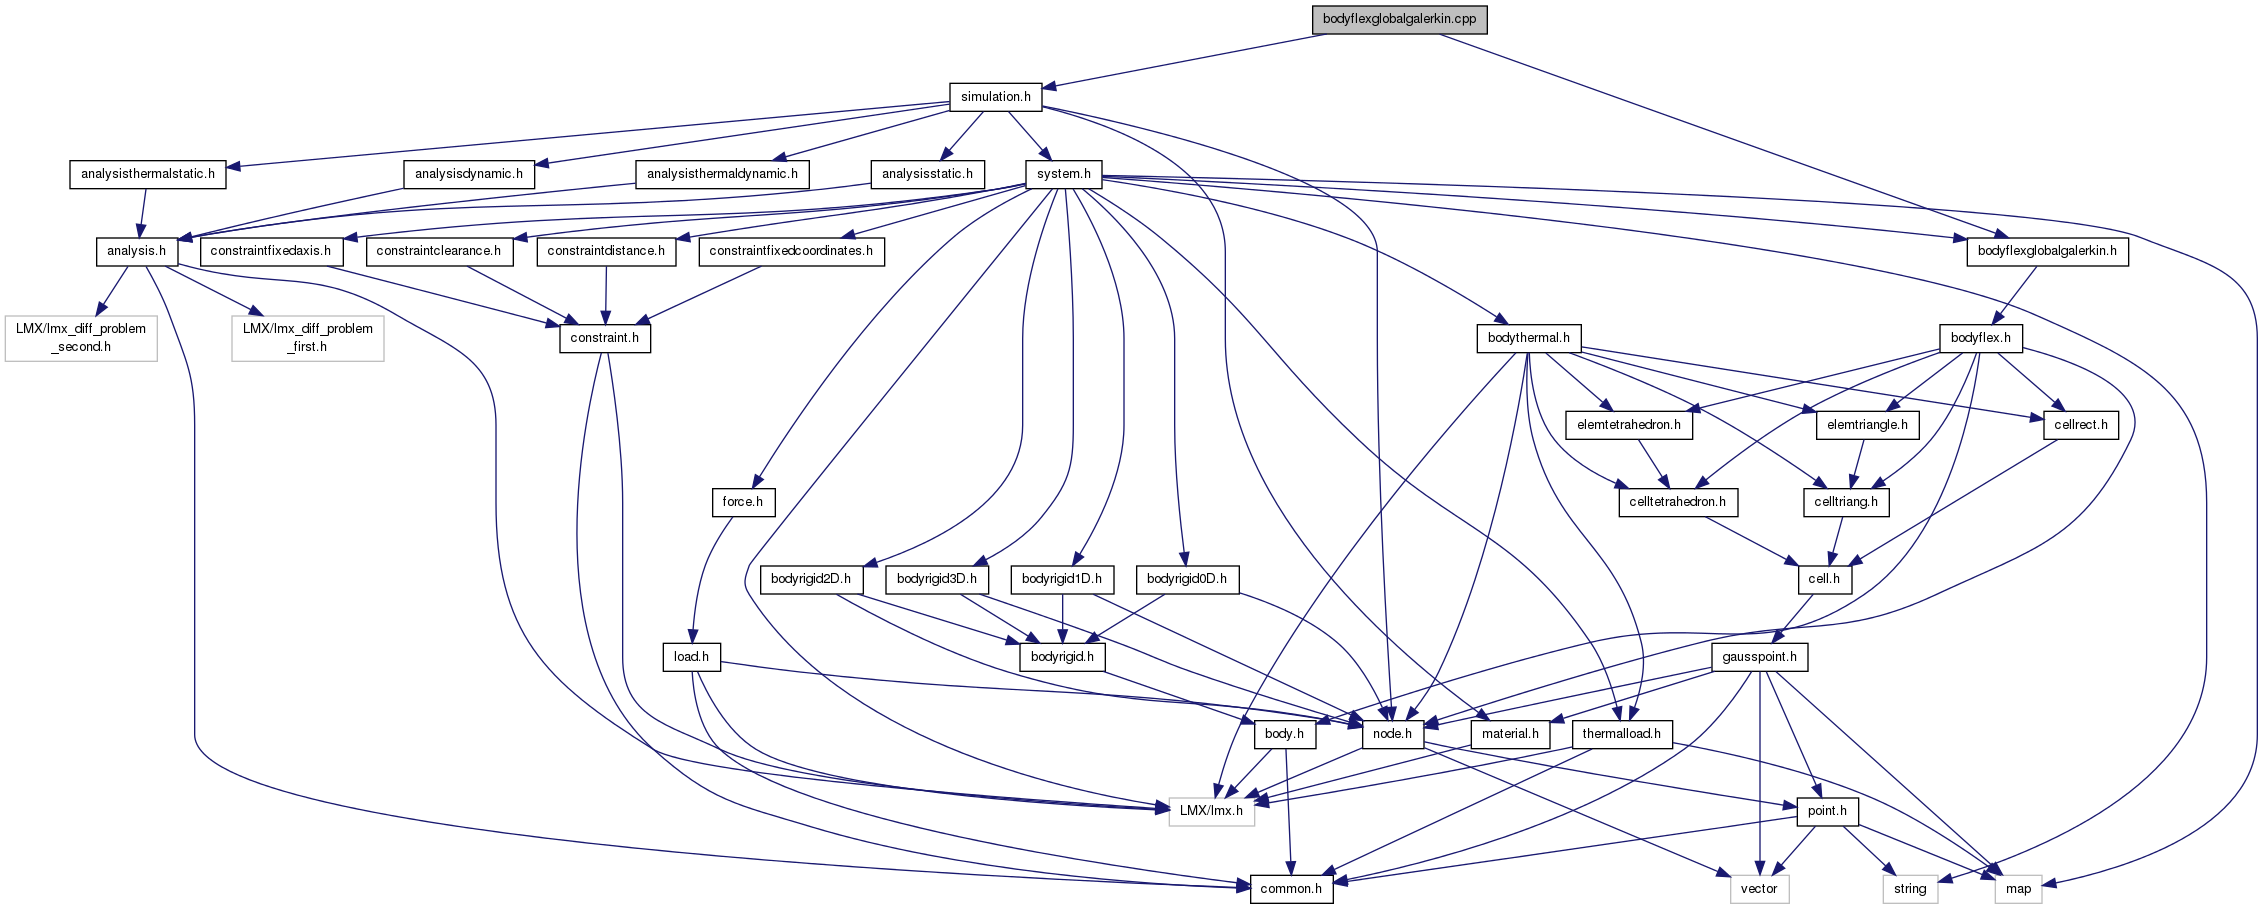 bodyflexglobalgalerkin.cpp
simulation.h
analysisthermalstatic.h
analysisdynamic.h
analysisthermaldynamic.h
analysisstatic.h
system.h
analysis.h
constraintfixedaxis.h
constraintclearance.h
constraintdistance.h
constraintfixedcoordinates.h
bodyflexglobalgalerkin.h
LMX/lmx_diff_problem
_second.h
LMX/lmx_diff_problem
_first.h
constraint.h
bodythermal.h
bodyflex.h
elemtetrahedron.h
elemtriangle.h
cellrect.h
force.h
celltetrahedron.h
celltriang.h
bodyrigid2D.h
bodyrigid3D.h
bodyrigid1D.h
bodyrigid0D.h
cell.h
load.h
bodyrigid.h
gausspoint.h
body.h
node.h
material.h
thermalload.h
LMX/lmx.h
point.h
common.h
vector
string
map